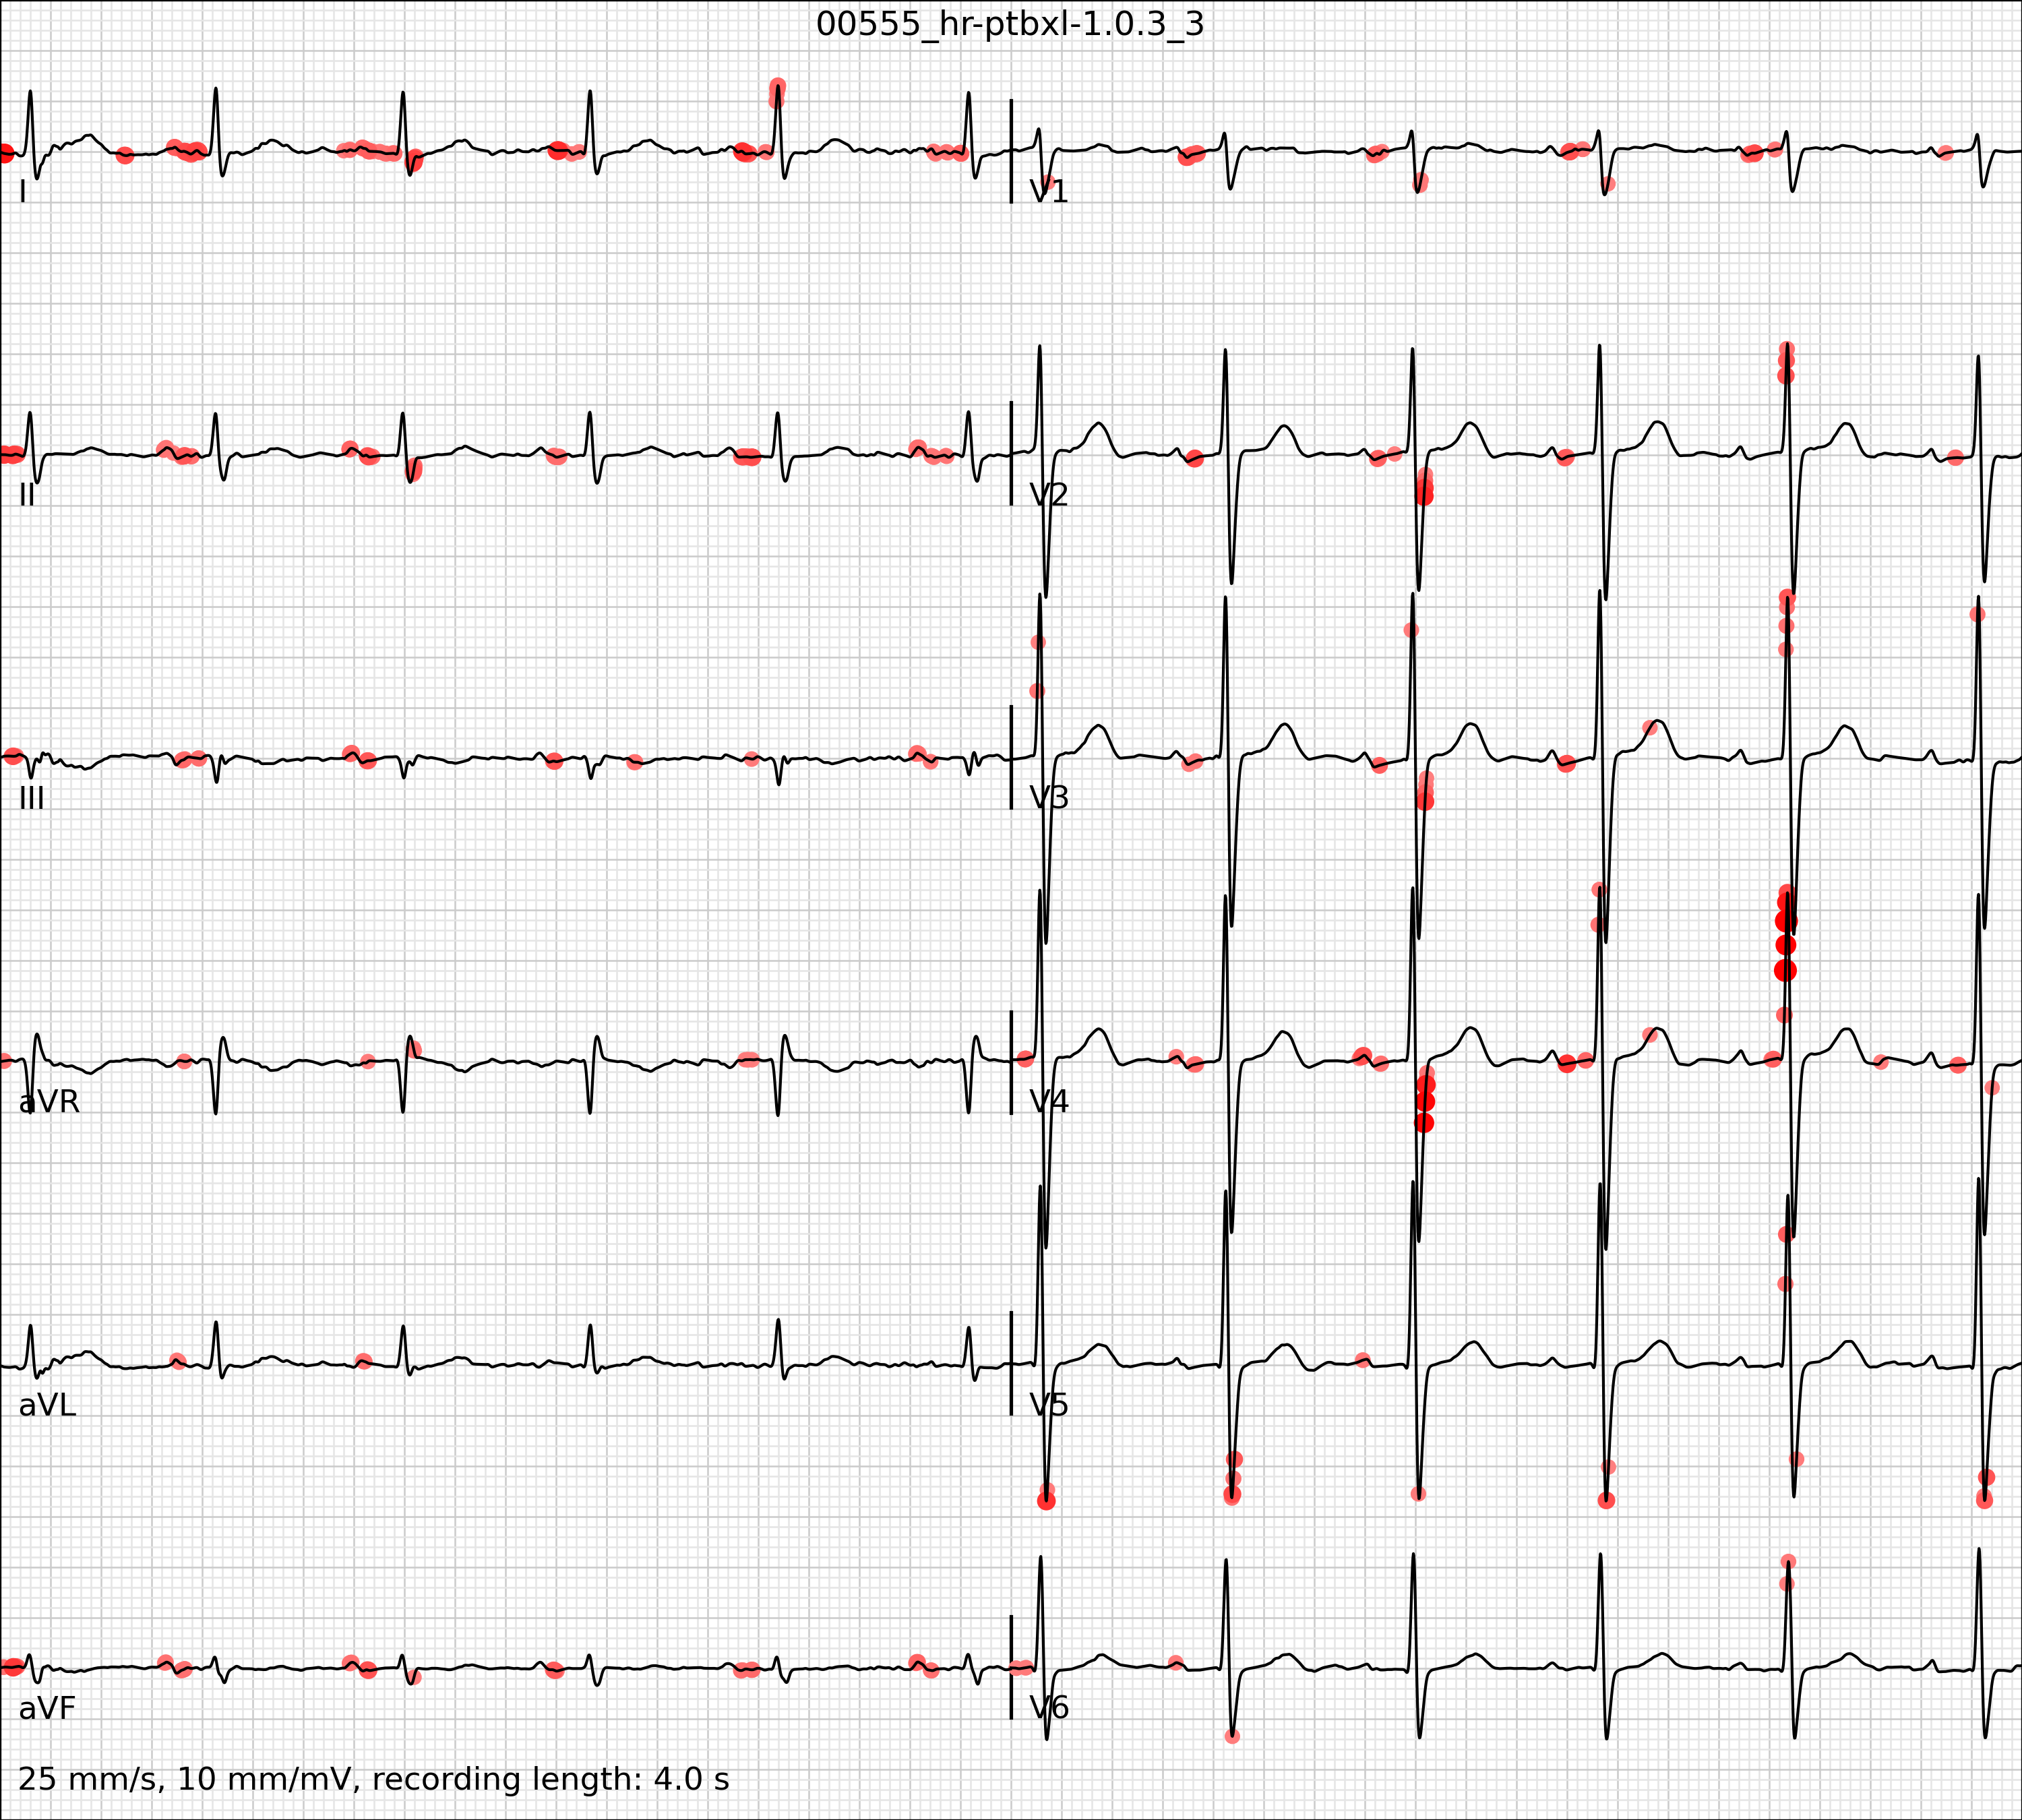 00555_hr-ptbxl-1.0.3_3
I
V1
II
V2
III
V3
aVR
V4
aVL
V5
aVF
V6
25 mm/s, 10 mm/mV, recording length: 4.0 s